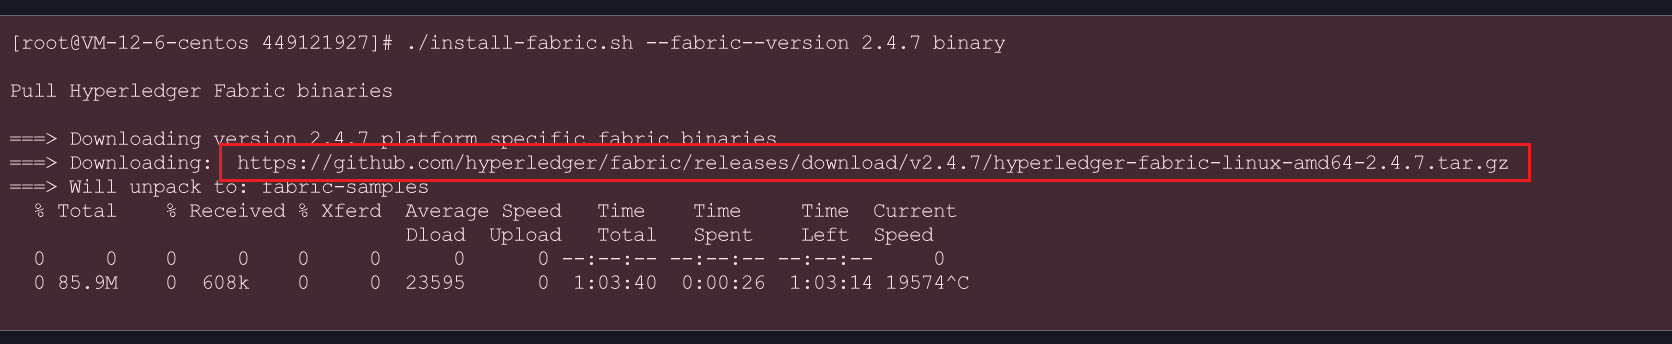 [root@VM-12-6-centos 449121927]# ./install-fabric.sh --fabric--version 2.4.7 binary
Pull Hyperledger Fabric binaries
===> Downloading version 2.4.7 platform specific fabric binaries
===> Downloading: https://github.com/hyperledger/fabric/releases/download/v2.4.7/hyperledger-fabric-linux-amd64-2.4.7.tar.gz
===> Will unpack to: fabric-samples
% Total % Received % Xferd Average Speed Time Time Time Current
Dload Upload Total Spent Left Speed
0 0 0 0 0 0 0 0 --:--:-- --:--:-- --:--:-- 0
0 85.9M 0 608k 0 0 23595 0 1:03:40 0:00:26 1:03:14 19574^C